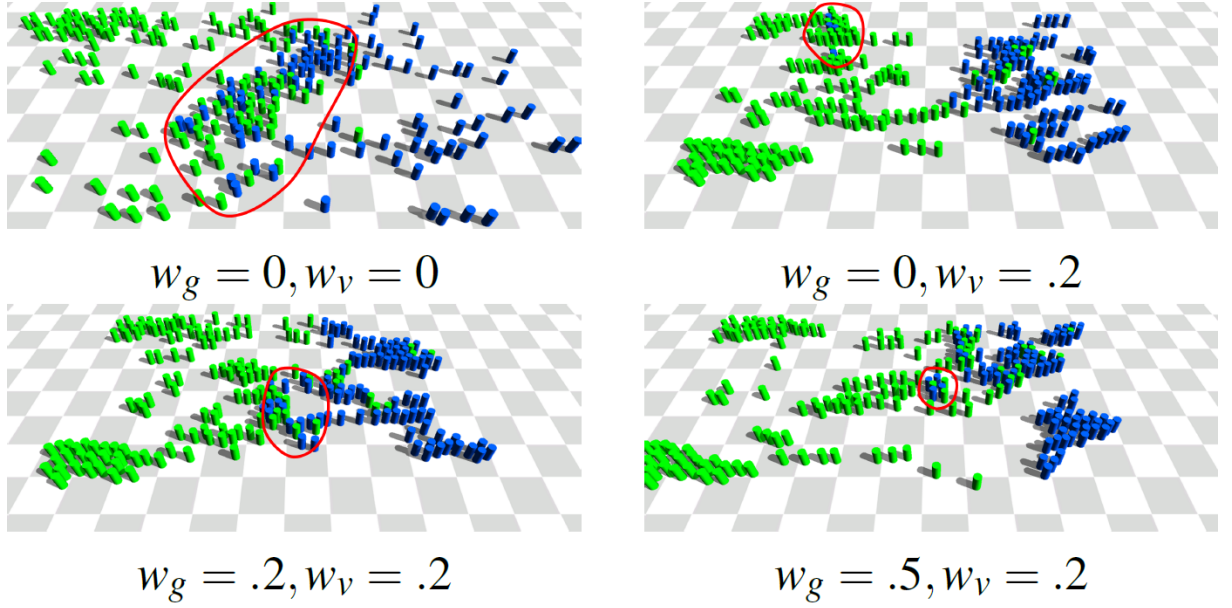 w_g = 0, w_v = 0
w_g = 0, w_v = .2
w_g = .2, w_v = .2
w_g = .5, w_v = .2